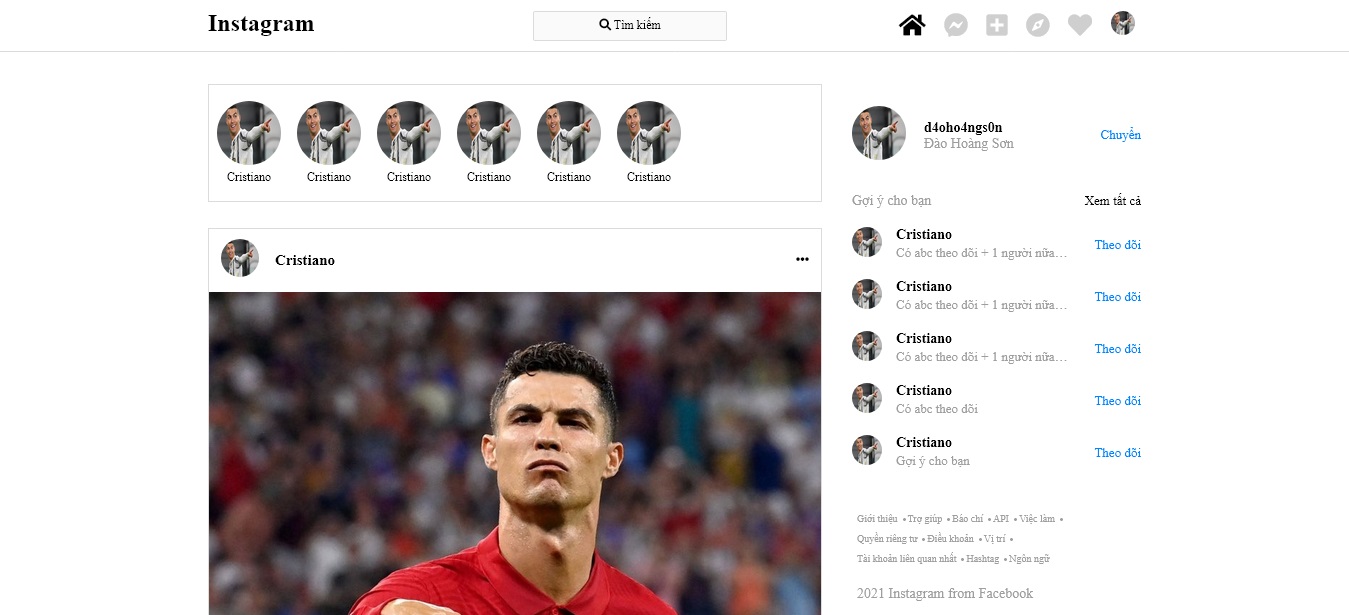 Instagram
Tìm kiếm
Cristiano Cristiano Cristiano Cristiano Cristiano Cristiano
Cristiano
d4oho4ngs0n
Đào Hoàng Sơn
Chuyển
Gợi ý cho bạn
Xem tất cả
Cristiano
Có abc theo dõi + 1 người nữa…
Theo dõi
Cristiano
Có abc theo dõi + 1 người nữa…
Theo dõi
Cristiano
Có abc theo dõi + 1 người nữa…
Theo dõi
Cristiano
Có abc theo dõi
Theo dõi
Cristiano
Gợi ý cho bạn
Theo dõi
Giới thiệu •Trợ giúp •Báo chí •API •Việc làm •
Quyền riêng tư •Điều khoản •Vị trí •
Tài khoản liên quan nhất •Hashtag •Ngôn ngữ
2021 Instagram from Facebook